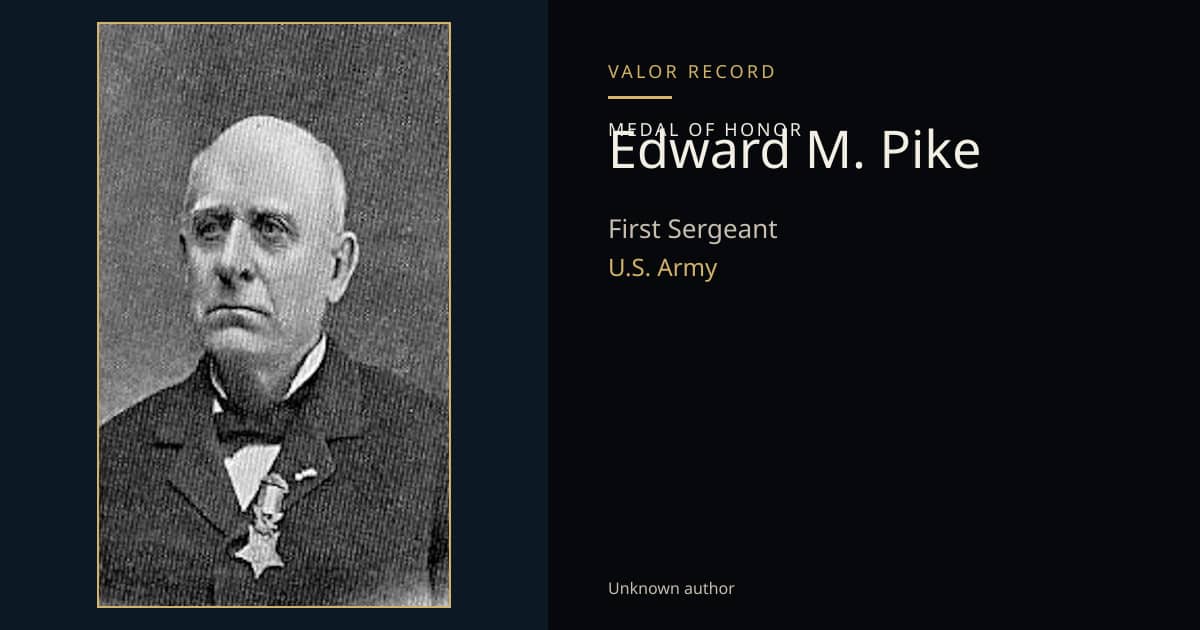 VALOR RECORD
MEDAL OF HONOR
Edward M. Pike
First Sergeant
U.S. Army
Unknown author